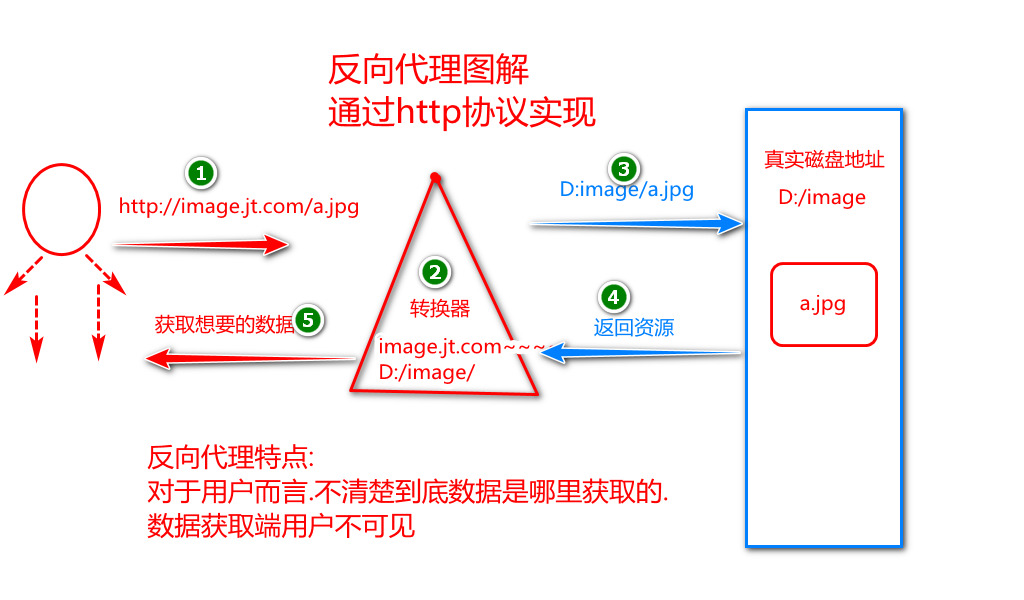 反向代理图解
通过http协议实现
1
http://image.jt.com/a.jpg
2
转换器
image.jt.com~~~~
D:/image/
3
D:image/a.jpg
真实磁盘地址
D:/image
a.jpg
4
返回资源
获取想要的数据 5
反向代理特点:
对于用户而言.不清楚到底数据是哪里获取的.
数据获取端用户不可见